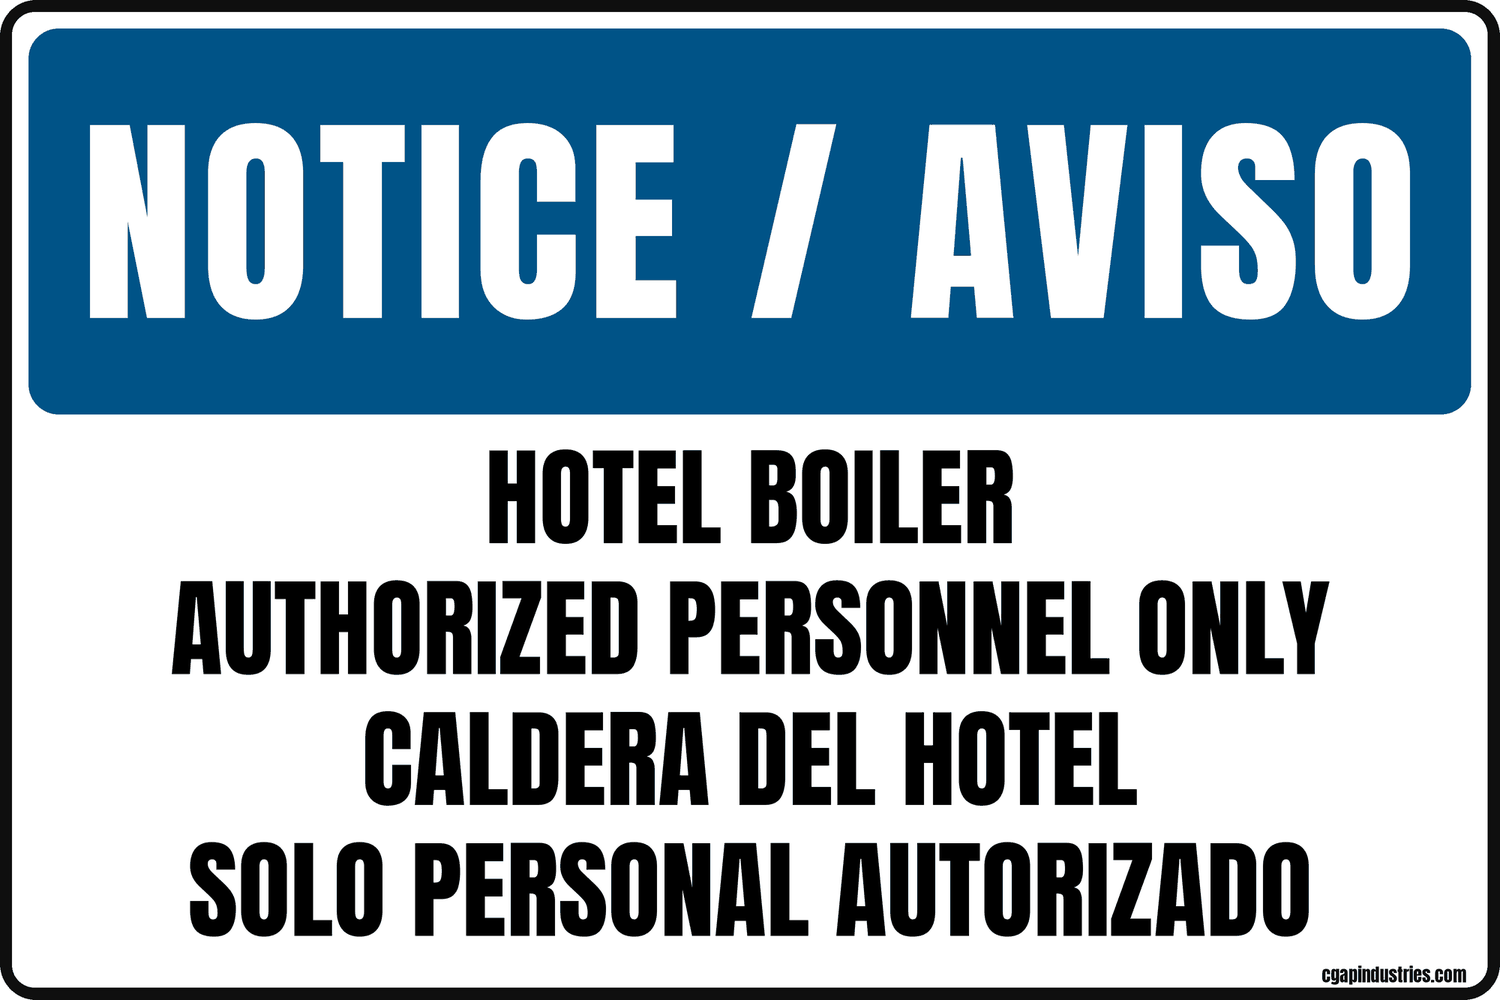 NOTICE / AVISO
HOTEL BOILER
AUTHORIZED PERSONNEL ONLY
CALDERA DEL HOTEL
SOLO PERSONAL AUTORIZADO
cgapindustries.com